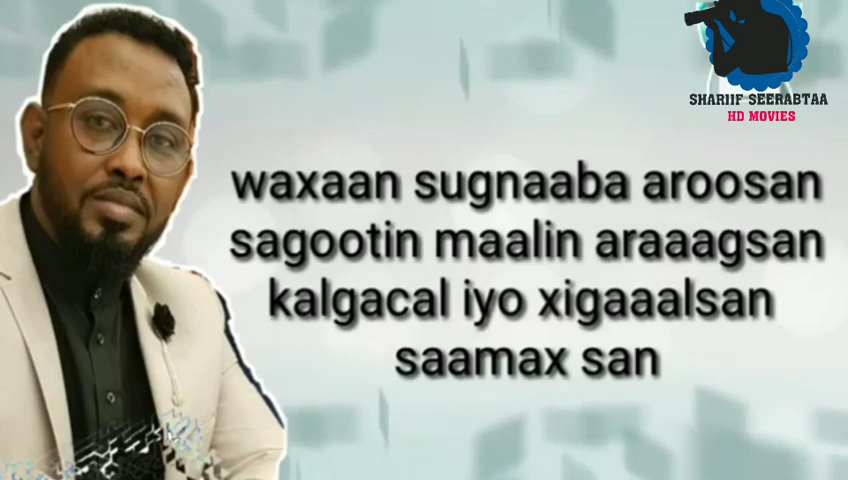 SHARIIF SEERABTAA
HD MOVIES
waxaan sugnaaba aroosan
sagootin maalin araaagsan
kalgacal iyo xigaaalsan
saamax san